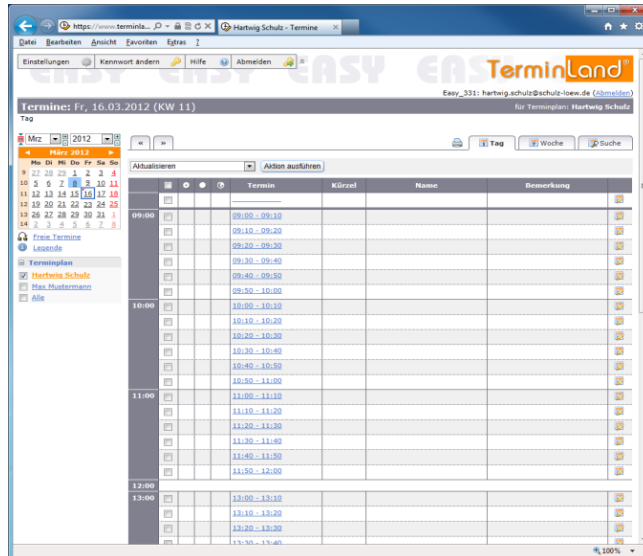 https://www.terminla...
Hartwig Schulz - Termine
Datei Bearbeiten Ansicht Favoriten Extras ?
Einstellungen Kennwort ändern Hilfe Abmelden
EASY EASY EASY EASY
TerminLand®
Easy_331: hartwig.schulz@schulz-loew.de (Abmelden)
Termine: Fr, 16.03.2012 (KW 11) für Terminplan: Hartwig Schulz
Tag
Mrz 2012
« »
Tag Woche Suche
März 2012
Mo Di Mi Do Fr Sa So
9 27 28 29 1 2 3 4
10 5 6 7 8 9 10 11
11 12 13 14 15 16 17 18
12 19 20 21 22 23 24 25
13 26 27 28 29 30 31 1
14 2 3 4 5 6 7 8
Freie Termine
Legende
Terminplan
Hartwig Schulz
Max Mustermann
Alle
Aktualisieren Aktion ausführen
Termin Kürzel Name Bemerkung
09:00 09:00 - 09:10
09:10 - 09:20
09:20 - 09:30
09:30 - 09:40
09:40 - 09:50
09:50 - 10:00
10:00 10:00 - 10:10
10:10 - 10:20
10:20 - 10:30
10:30 - 10:40
10:40 - 10:50
10:50 - 11:00
11:00 11:00 - 11:10
11:10 - 11:20
11:20 - 11:30
11:30 - 11:40
11:40 - 11:50
11:50 - 12:00
12:00
13:00 13:00 - 13:10
13:10 - 13:20
13:20 - 13:30
13:30 - 13:40
100%